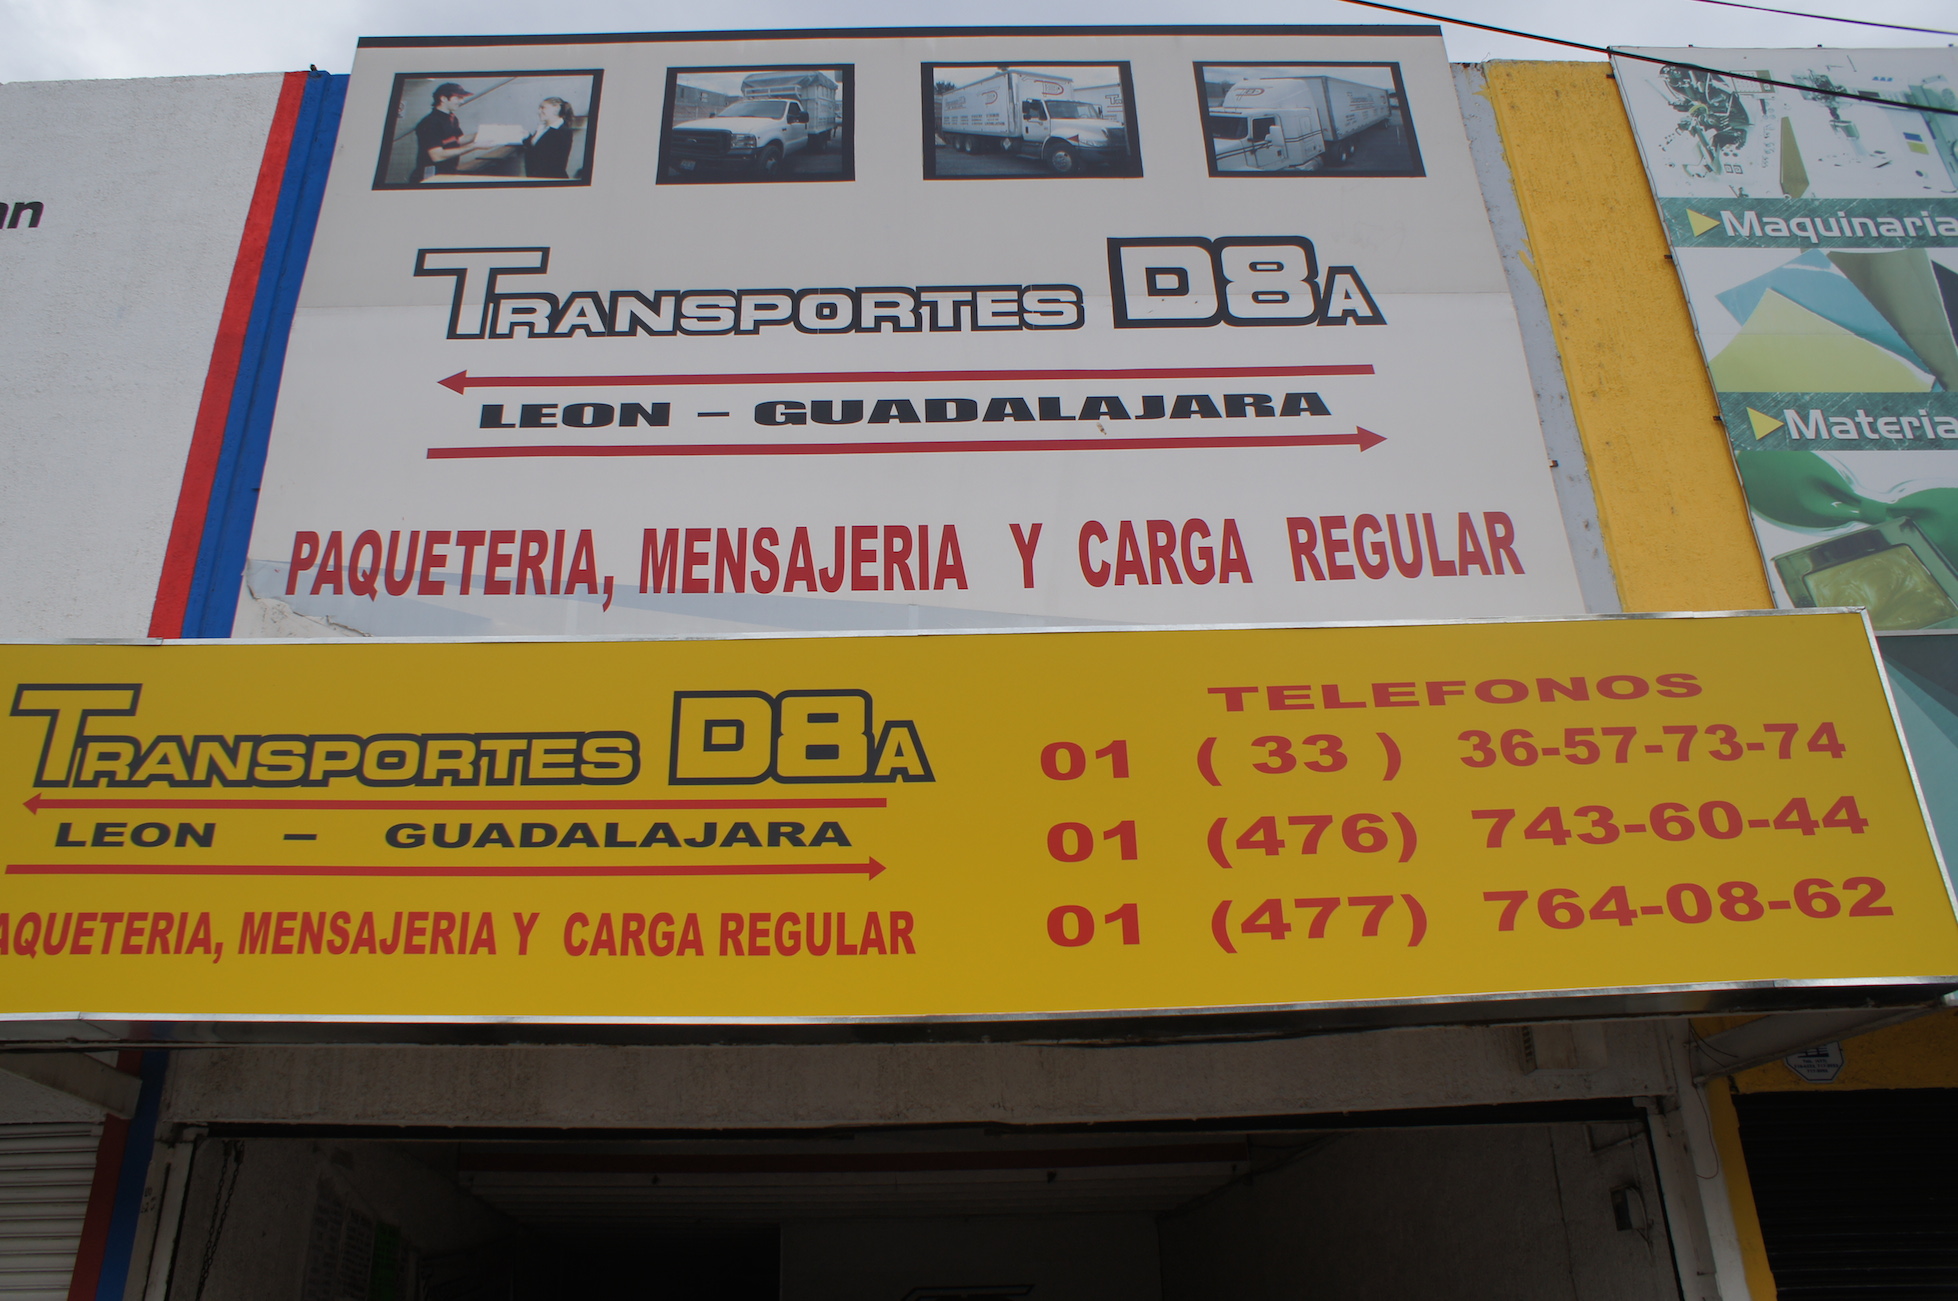 an
TRANSPORTES D8A
LEON - GUADALAJARA
PAQUETERIA, MENSAJERIA Y CARGA REGULAR
Maquinaria
Materia
TRANSPORTES D8A
LEON - GUADALAJARA
AQUETERIA, MENSAJERIA Y CARGA REGULAR
TELEFONOS
01 ( 33 ) 36-57-73-74
01 (476) 743-60-44
01 (477) 764-08-62